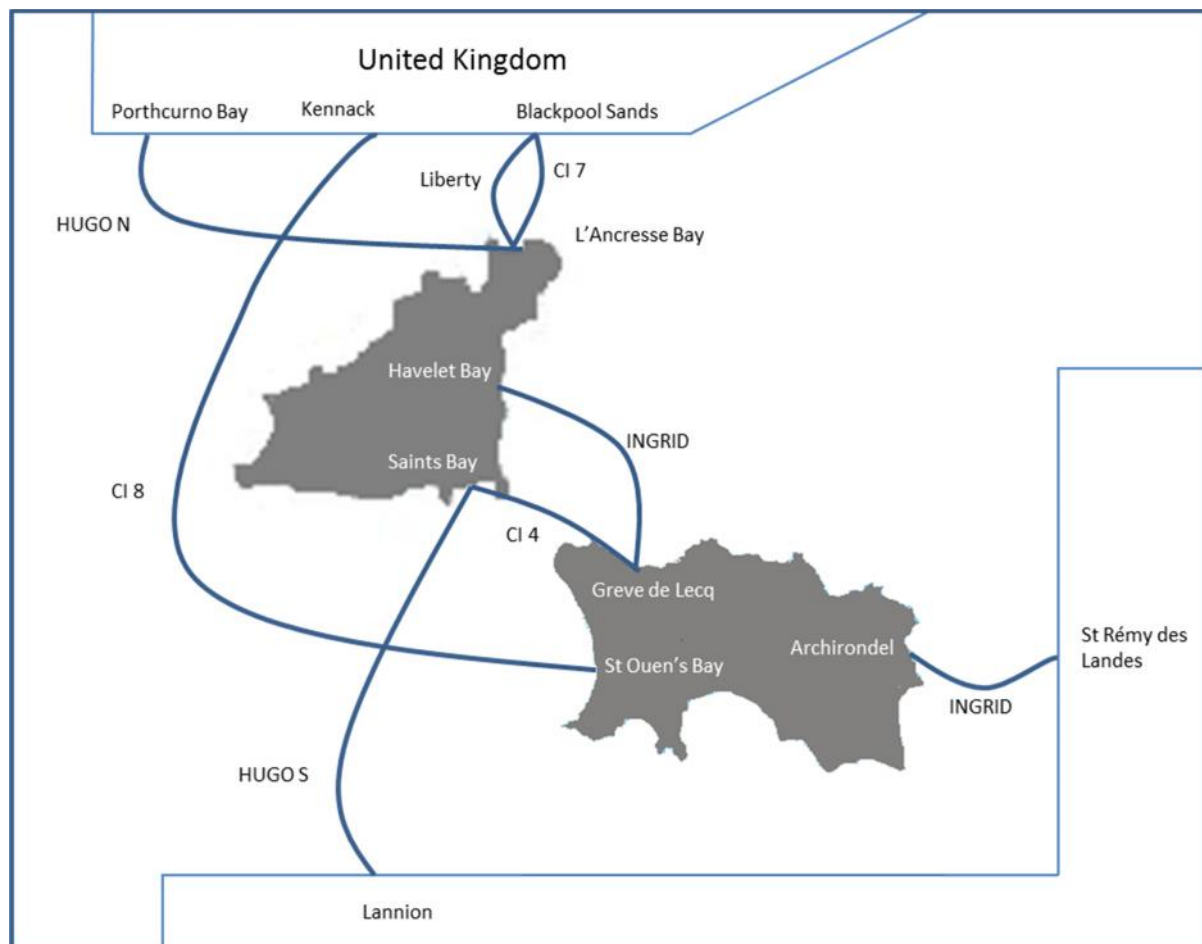 United Kingdom
Porthcurno Bay
Kennack
Blackpool Sands
Liberty
CI 7
HUGO N
L'Ancresse Bay
Havelet Bay
INGRID
Saints Bay
CI 8
CI 4
Greve de Lecq
St Ouen's Bay
Archirondel
St Rémy des
Landes
INGRID
HUGO S
Lannion